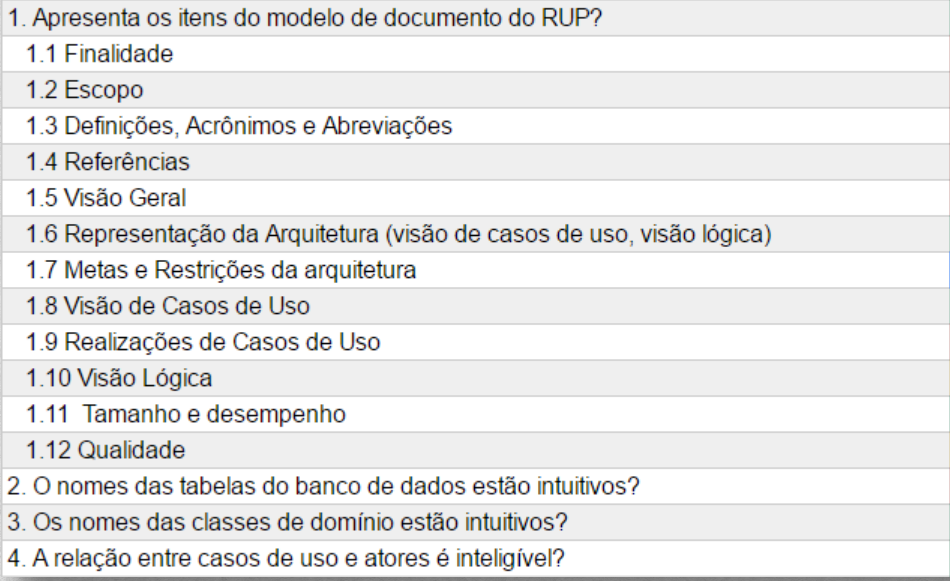 1. Apresenta os itens do modelo de documento do RUP?
1.1 Finalidade
1.2 Escopo
1.3 Definições, Acrônimos e Abreviações
1.4 Referências
1.5 Visão Geral
1.6 Representação da Arquitetura (visão de casos de uso, visão lógica)
1.7 Metas e Restrições da arquitetura
1.8 Visão de Casos de Uso
1.9 Realizações de Casos de Uso
1.10 Visão Lógica
1.11 Tamanho e desempenho
1.12 Qualidade
2. O nomes das tabelas do banco de dados estão intuitivos?
3. Os nomes das classes de domínio estão intuitivos?
4. A relação entre casos de uso e atores é inteligível?